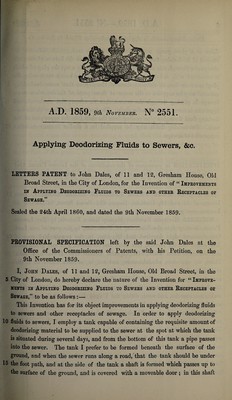 A.D. 1859, 9th NOVEMBER. Nº 2551.
Applying Deodorizing Fluids to Sewers, &c.
LETTERS PATENT to John Dales, of 11 and 12, Gresham House, Old
Broad Street, in the City of London, for the Invention of "IMPROVEMENTS
IN APPLYING DEODORIZING FLUIDS TO SEWERS AND OTHER RECEPTACLES OF
SEWAGE."
Sealed the 24th April 1860, and dated the 9th November 1859.
PROVISIONAL SPECIFICATION left by the said John Dales at the
Office of the Commissioners of Patents, with his Petition, on the
9th November 1859.
I, JOHN DALES, of 11 and 12, Gresham House, Old Broad Street, in the
5 City of London, do hereby declare the nature of the Invention for "IMPROVE-
MENTS IN APPLYING DEODORIZING FLUIDS TO SEWERS AND OTHER RECEPTACLES OF
SEWAGE," to be as follows:—
This Invention has for its object improvements in applying deodorizing fluids
to sewers and other receptacles of sewage. In order to apply deodorizing
10 fluids to sewers, I employ a tank capable of containing the requisite amount of
deodorizing material to be supplied to the sewer at the spot at which the tank
is situated during several days, and from the bottom of this tank a pipe passes
into the sewer. The tank I prefer to be formed beneath the surface of the
ground, and when the sewer runs along a road, that the tank should be under
15 the foot path, and at the side of the tank a shaft is formed which passes up to
the surface of the ground, and is covered with a moveable door; in this shaft